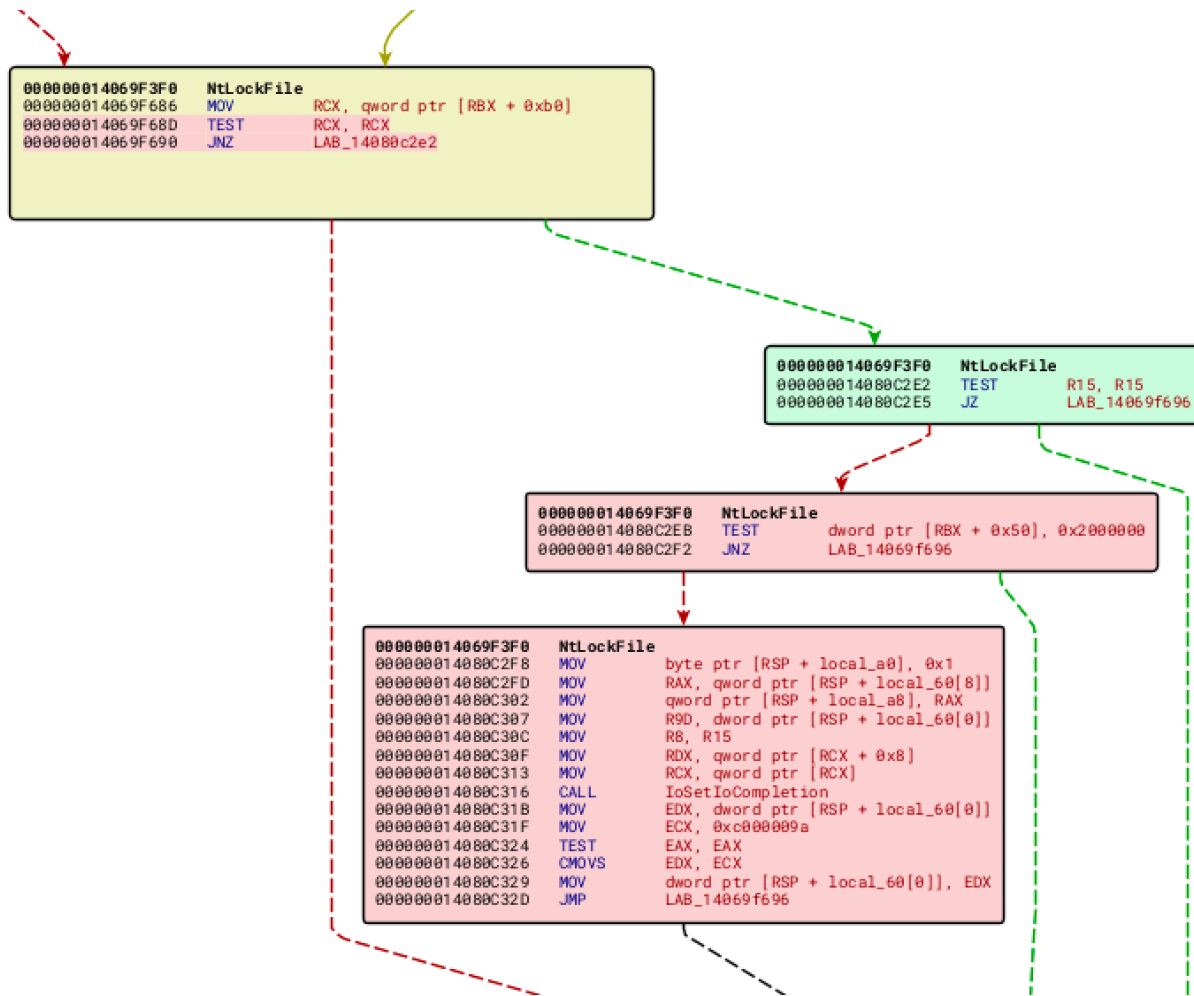 000000014069F3F0 NtLockFile
000000014069F686 MOV RCX, qword ptr [RBX + 0xb0]
000000014069F68D TEST RCX, RCX
000000014069F690 JNZ LAB_14080c2e2
000000014069F3F0 NtLockFile
000000014080C2E2 TEST R15, R15
000000014080C2E5 JZ LAB_14069f696
000000014069F3F0 NtLockFile
000000014080C2EB TEST dword ptr [RBX + 0x50], 0x2000000
000000014080C2F2 JNZ LAB_14069f696
000000014069F3F0 NtLockFile
000000014080C2F8 MOV byte ptr [RSP + local_a0], 0x1
000000014080C2FD MOV RAX, qword ptr [RSP + local_60[8]]
000000014080C302 MOV qword ptr [RSP + local_a8], RAX
000000014080C307 MOV R9D, dword ptr [RSP + local_60[0]]
000000014080C30C MOV R8, R15
000000014080C30F MOV RDX, qword ptr [RCX + 0x8]
000000014080C313 MOV RCX, qword ptr [RCX]
000000014080C316 CALL IoSetIoCompletion
000000014080C31B MOV EDX, dword ptr [RSP + local_60[0]]
000000014080C31F MOV ECX, 0xc000009a
000000014080C324 TEST EAX, EAX
000000014080C326 CMOVS EDX, ECX
000000014080C329 MOV dword ptr [RSP + local_60[0]], EDX
000000014080C32D JMP LAB_14069f696